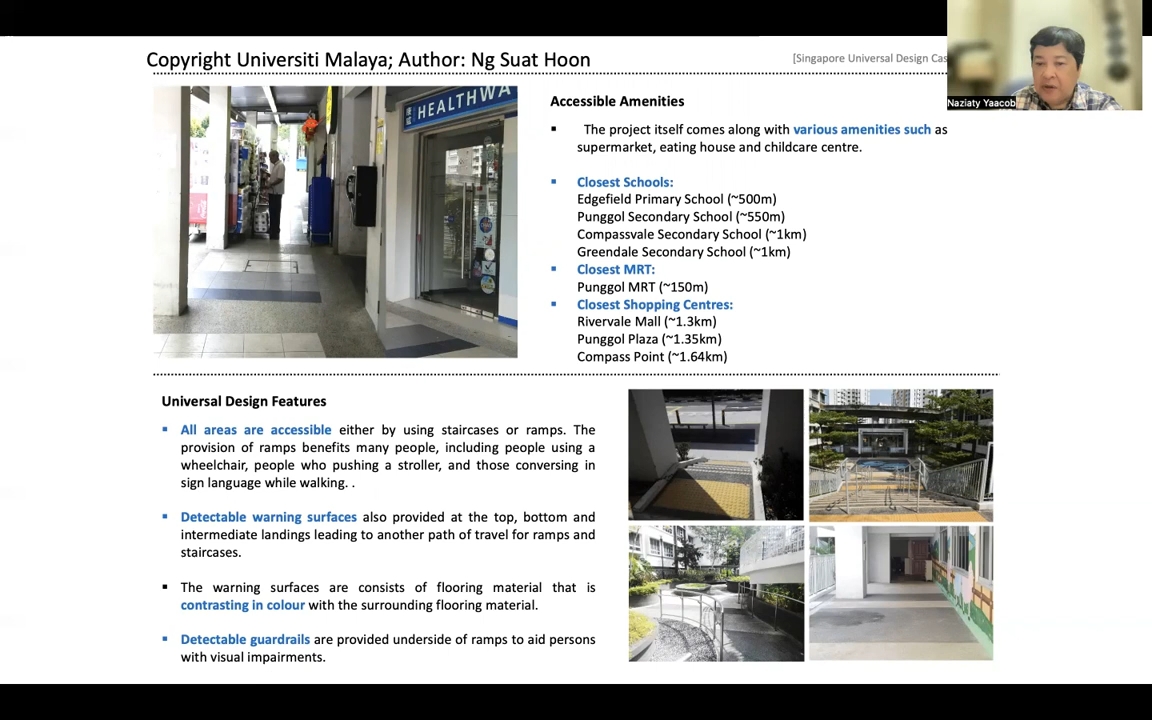 Copyright Universiti Malaya; Author: Ng Suat Hoon
[Singapore Universal Design Cas
Naziaty Yaacob
HEALTHWA
Accessible Amenities
▪ The project itself comes along with various amenities such as
supermarket, eating house and childcare centre.
▪ Closest Schools:
Edgefield Primary School (~500m)
Punggol Secondary School (~550m)
Compassvale Secondary School (~1km)
Greendale Secondary School (~1km)
▪ Closest MRT:
Punggol MRT (~150m)
▪ Closest Shopping Centres:
Rivervale Mall (~1.3km)
Punggol Plaza (~1.35km)
Compass Point (~1.64km)
Universal Design Features
▪ All areas are accessible either by using staircases or ramps. The
provision of ramps benefits many people, including people using a
wheelchair, people who pushing a stroller, and those conversing in
sign language while walking. .
▪ Detectable warning surfaces also provided at the top, bottom and
intermediate landings leading to another path of travel for ramps and
staircases.
▪ The warning surfaces are consists of flooring material that is
contrasting in colour with the surrounding flooring material.
▪ Detectable guardrails are provided underside of ramps to aid persons
with visual impairments.